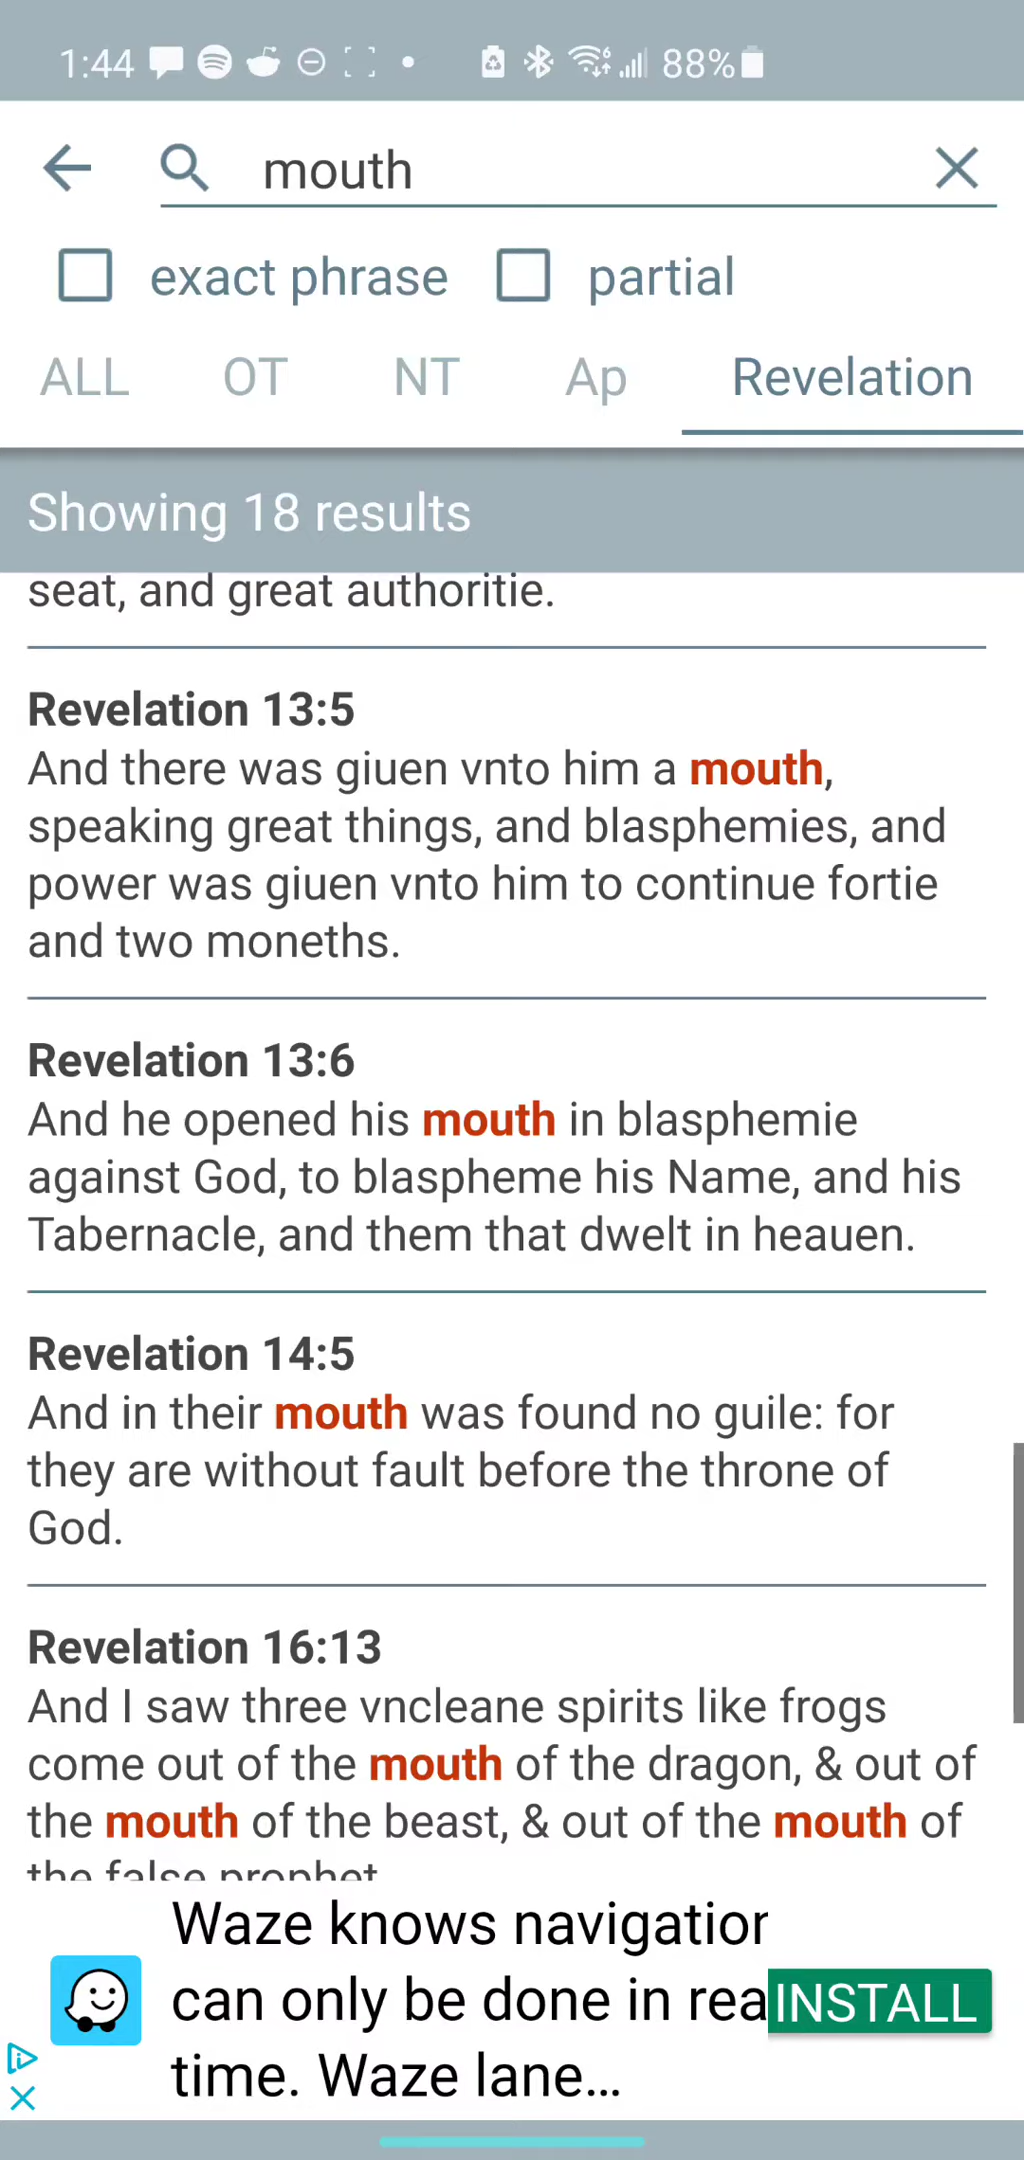 1:44 88%
mouth
exact phrase partial
ALL OT NT Ap Revelation
Showing 18 results
seat, and great authoritie.
Revelation 13:5
And there was giuen vnto him a mouth,
speaking great things, and blasphemies, and
power was giuen vnto him to continue fortie
and two moneths.
Revelation 13:6
And he opened his mouth in blasphemie
against God, to blaspheme his Name, and his
Tabernacle, and them that dwelt in heauen.
Revelation 14:5
And in their mouth was found no guile: for
they are without fault before the throne of
God.
Revelation 16:13
And I saw three vncleane spirits like frogs
come out of the mouth of the dragon, & out of
the mouth of the beast, & out of the mouth of
the false prophet
Waze knows navigation
can only be done in rea
INSTALL
time. Waze lane...